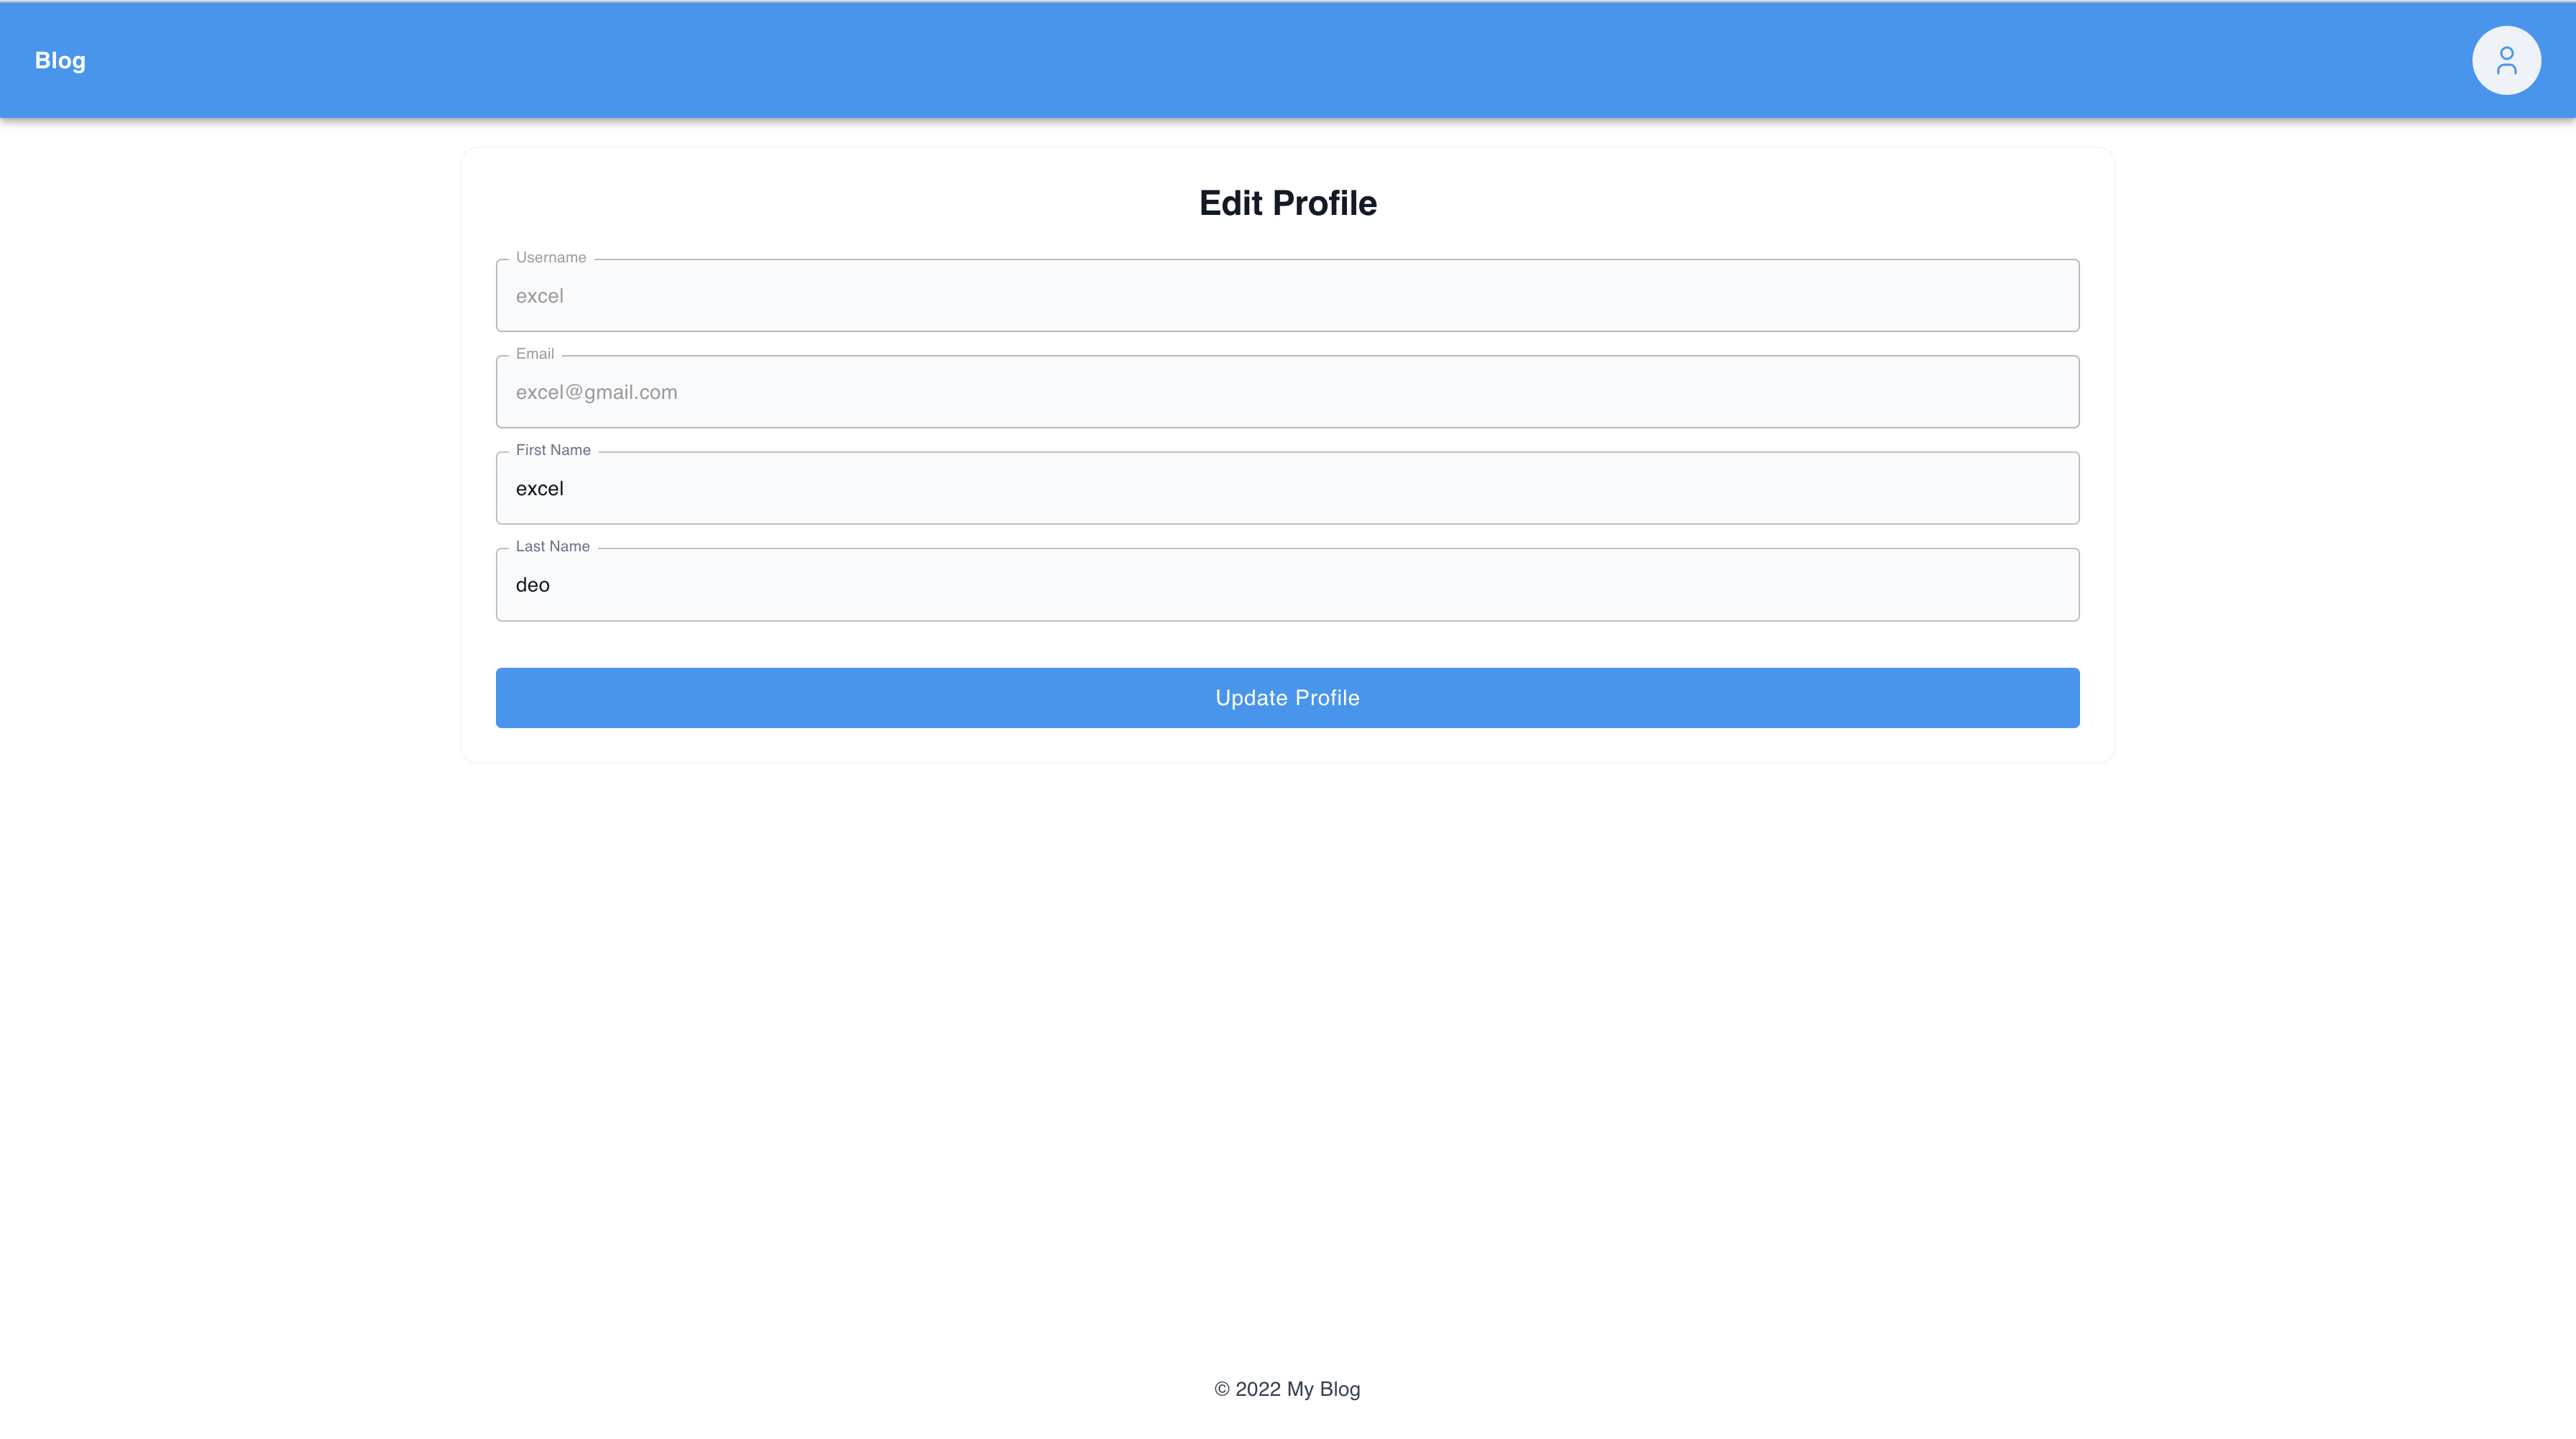 Blog
Edit Profile
Username
excel
Email
excel@gmail.com
First Name
excel
Last Name
deo
Update Profile
© 2022 My Blog